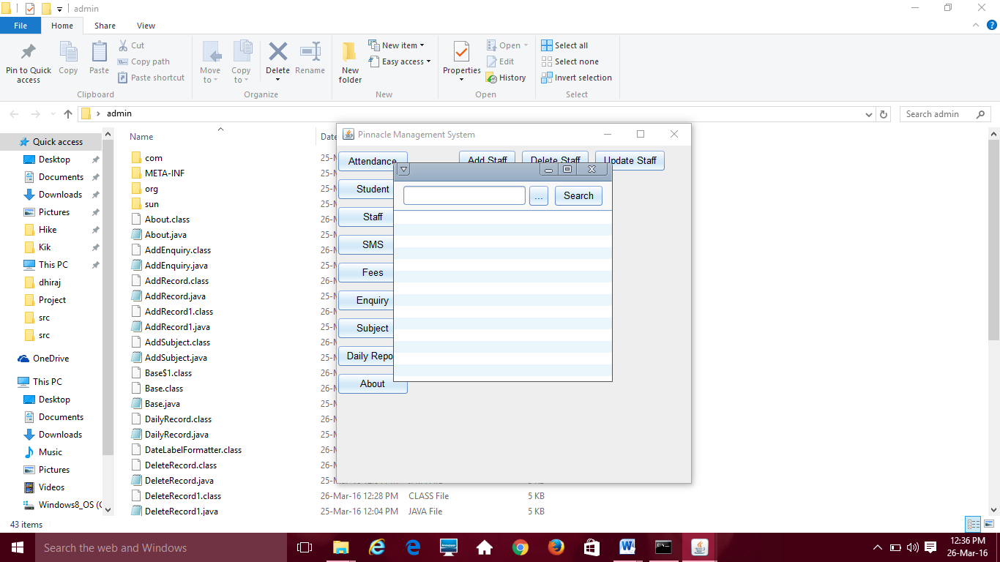 admin
File Home Share View
Pin to Quick access
Copy
Paste
Cut
Copy path
Paste shortcut
Clipboard
Move to
Copy to
Delete
Rename
Organize
New folder
New item
Easy access
New
Properties
Open
Edit
History
Open
Select all
Select none
Invert selection
Select
admin
Search admin
Quick access
Desktop
Documents
Downloads
Pictures
Hike
Kik
This PC
dhiraj
Project
src
src
OneDrive
This PC
Desktop
Documents
Downloads
Music
Pictures
Videos
Windows8_OS (C
Name
Date
com 25-M
META-INF 25-M
org 25-M
sun 25-M
About.class 26-M
About.java 25-M
AddEnquiry.class 26-M
AddEnquiry.java 25-M
AddRecord.class 26-M
AddRecord.java 25-M
AddRecord1.class 26-M
AddRecord1.java 25-M
AddSubject.class 26-M
AddSubject.java 25-M
Base$1.class 26-M
Base.class 26-M
Base.java 25-M
DailyRecord.class 26-M
DailyRecord.java 25-M
DateLabelFormatter.class 26-M
DeleteRecord.class 26-M
DeleteRecord.java
DeleteRecord1.class 26-Mar-16 12:28 PM CLASS File 5 KB
DeleteRecord1.java 25-Mar-16 12:04 PM JAVA File 5 KB
Pinnacle Management System
Attendance
Student
Staff
SMS
Fees
Enquiry
Subject
Daily Repo
About
Add Staff Delete Staff Update Staff
... Search
43 items
Search the web and Windows
12:36 PM
26-Mar-16